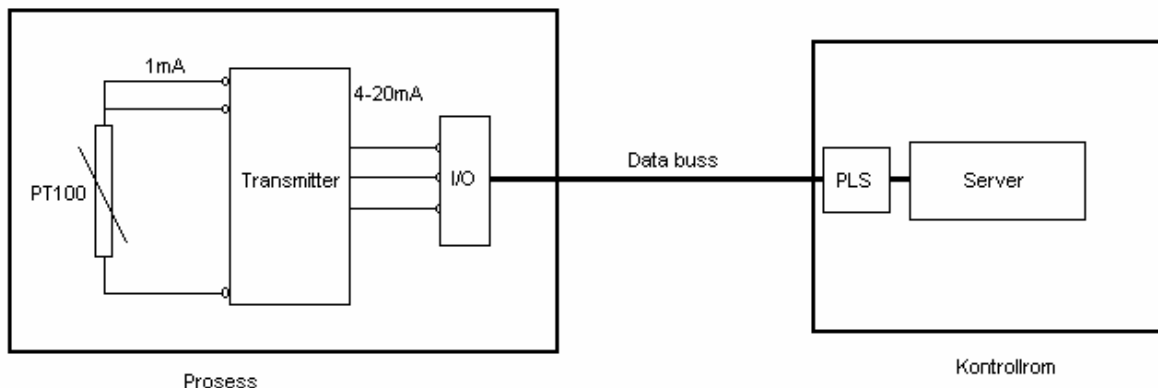 1mA
4-20mA
PT100
Transmitter
I/O
Data buss
PLS
Server
Prosess
Kontrollrom